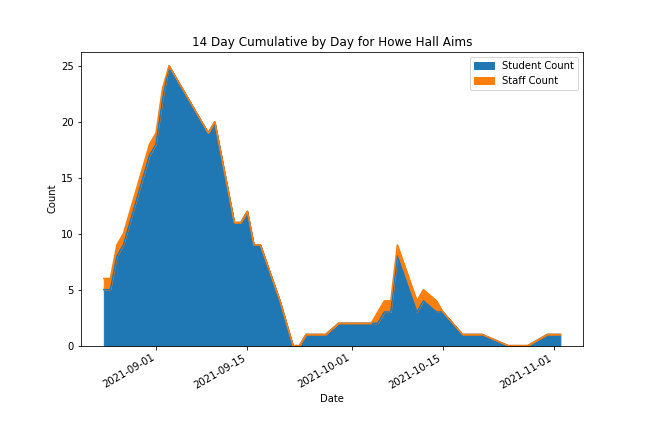 14 Day Cumulative by Day for Howe Hall Aims
Student Count
Staff Count
Count
25
20
15
10
5
0
2021-09-01
2021-09-15
2021-10-01
2021-10-15
2021-11-01
Date